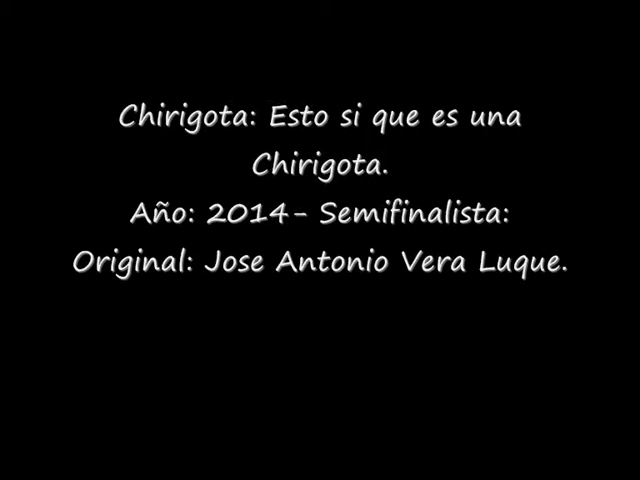 Chirigota: Esto si que es una
Chirigota.
Año: 2014- Semifinalista:
Original: Jose Antonio Vera Luque.